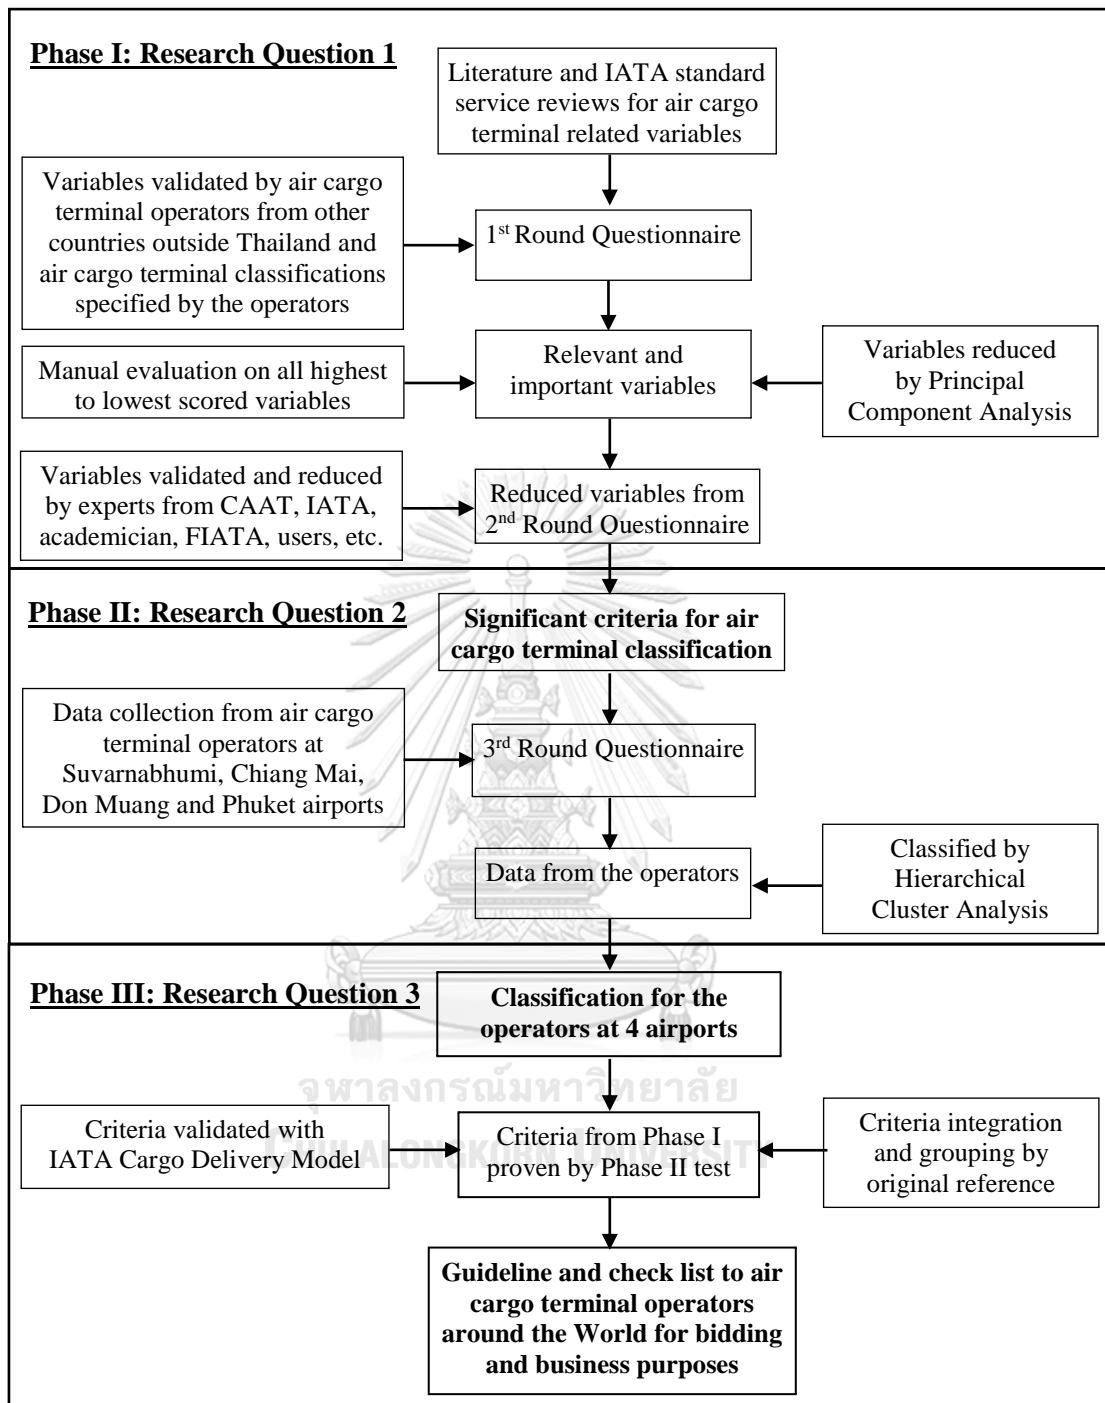 Phase I: Research Question 1
Literature and IATA standard
service reviews for air cargo
terminal related variables
Variables validated by air cargo
terminal operators from other
countries outside Thailand and
air cargo terminal classifications
specified by the operators
1st Round Questionnaire
Manual evaluation on all highest
to lowest scored variables
Relevant and
important variables
Variables reduced
by Principal
Component Analysis
Variables validated and reduced
by experts from CAAT, IATA,
academician, FIATA, users, etc.
Reduced variables from
2nd Round Questionnaire
Phase II: Research Question 2
Significant criteria for air
cargo terminal classification
Data collection from air cargo
terminal operators at
Suvarnabhumi, Chiang Mai,
Don Muang and Phuket airports
3rd Round Questionnaire
Data from the operators
Classified by
Hierarchical
Cluster Analysis
Phase III: Research Question 3
Classification for the
operators at 4 airports
จุฬาลงกรณ์มหาวิทยาลัย
CHULALONGKORN UNIVERSITY
Criteria validated with
IATA Cargo Delivery Model
Criteria from Phase I
proven by Phase II test
Criteria integration
and grouping by
original reference
Guideline and check list to air
cargo terminal operators
around the World for bidding
and business purposes